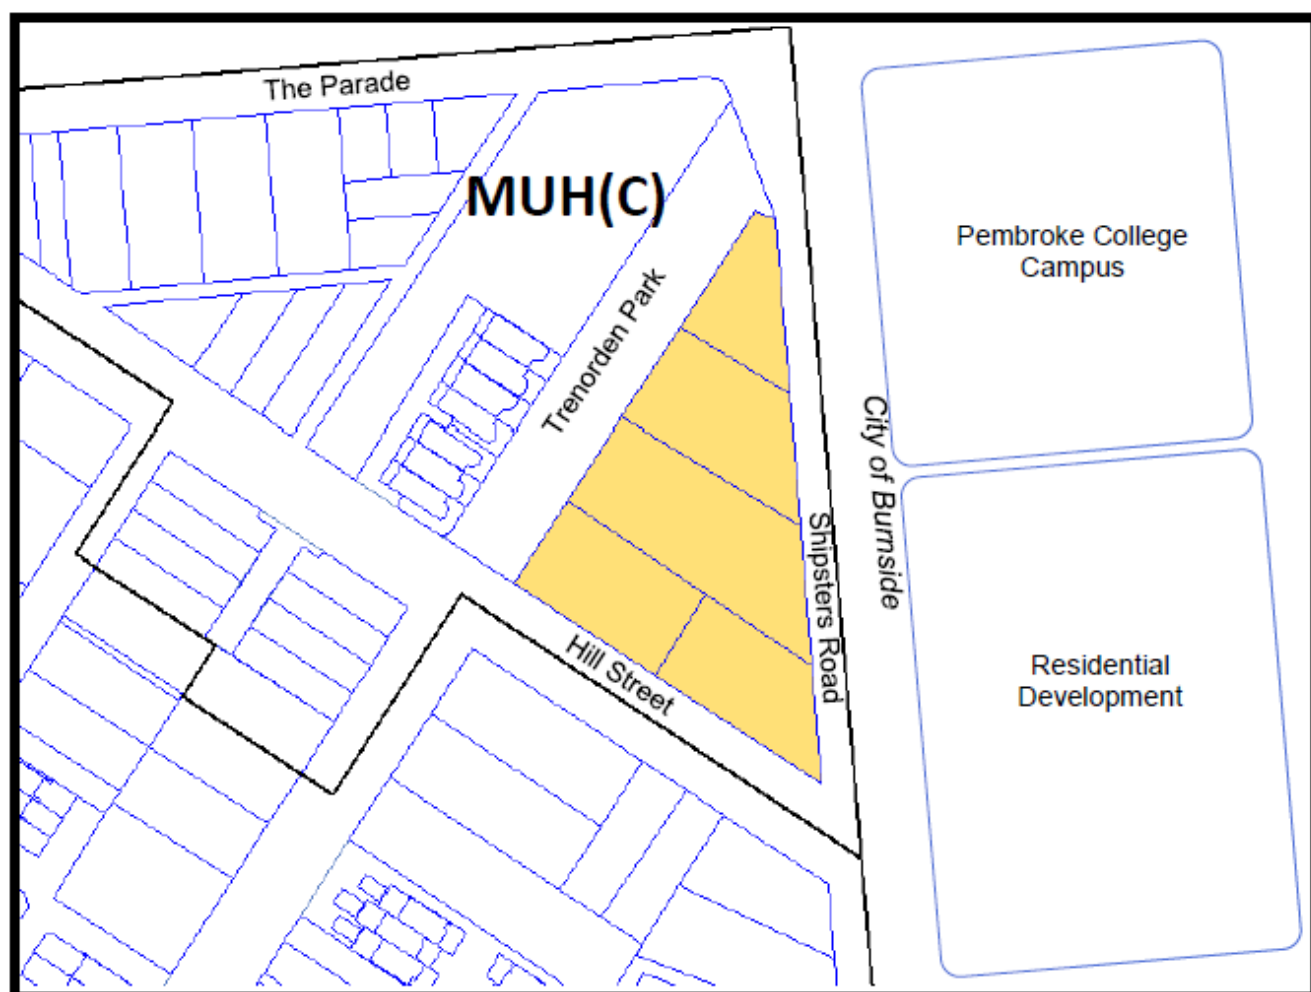 The Parade
MUH(C)
Trenorden Park
Pembroke College
Campus
City of Burnside
Shipsters Road
Hill Street
Residential
Development